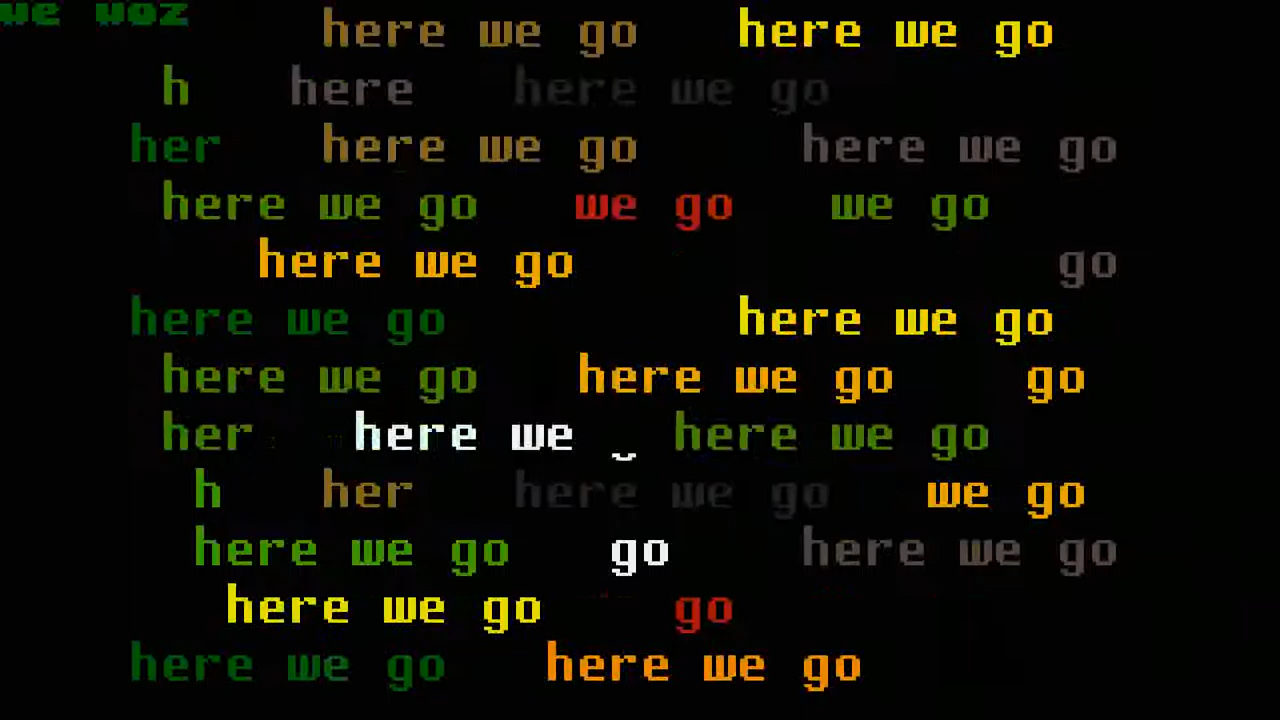 here we go here we go
h here here we go
her here we go here we go
here we go we go we go
here we go go
here we go here we go
here we go here we go go
her here we here we go
h her here we go we go
here we go go here we go
here we go go
here we go here we go